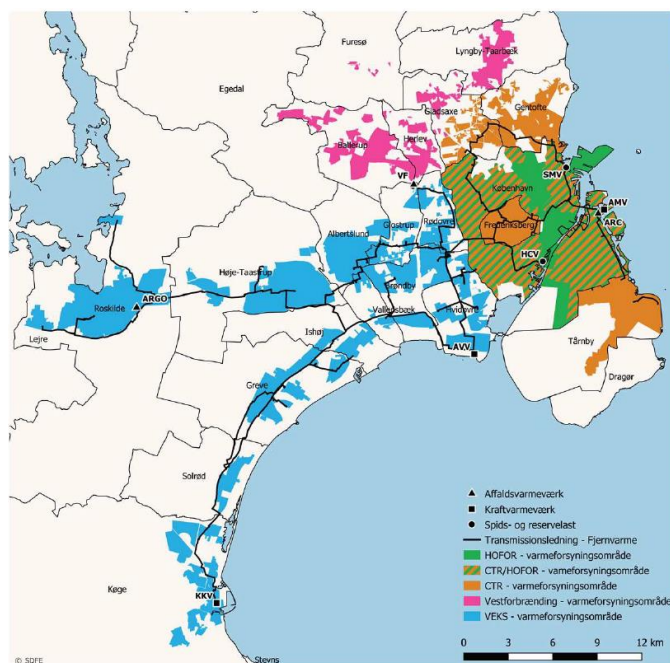 Furesø
Lyngby-Taarbæk
Egedal
Gladsaxe
Gentofte
Ballerup
Herlev
VF
SMV
København
Rødovre
AMV
Albertslund
Glostrup
Frederiksberg
ARC
HCV
Høje-Taastrup
Brøndby
ARGO
Roskilde
Vallensbæk
Hvidovre
Ishøj
Lejre
AVV
Tårnby
Greve
Dragør
Solrød
Affaldsvarmeværk
Kraftvarmeværk
Spids- og reservelast
Transmissionsledning - Fjernvarme
HOFOR - varmeforsyningsområde
CTR/HOFOR - vameforsyningsområde
CTR - varmeforsyningsområde
Vestforbrænding - varmeforsyningsområde
VEKS - varmeforsyningsområde
Køge
KKV
0 3 6 9 12 km
© SDFE
Stevns